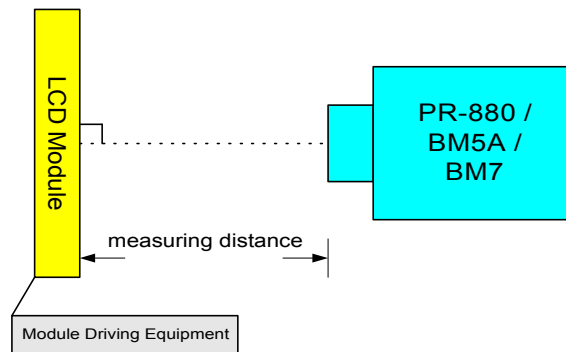 LCD Module
PR-880 /
BM5A /
BM7
measuring distance
Module Driving Equipment